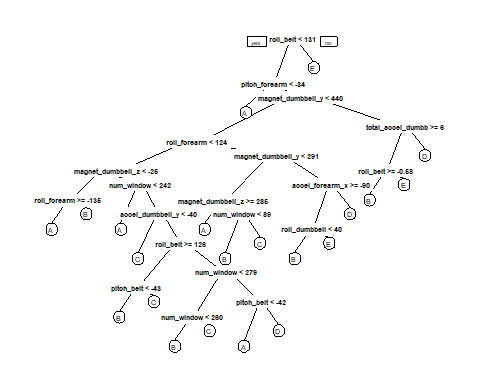 yes roll_belt < 131 no
E
pitch_forearm < -34
A
magnet_dumbbell_y < 440
total_accel_dumbb >= 6
roll_forearm < 124
magnet_dumbbell_y < 291
D
magnet_dumbbell_z < -25
roll_belt >= -0.58
num_window < 242
accel_forearm_x >= -90
E
roll_forearm >= -135
magnet_dumbbell_z >= 285
B
B
accel_dumbbell_y < -40
num_window < 89
D
A
A
A
roll_dumbbell < 40
roll_belt >= 126
C
E
C
B
B
num_window < 279
pitch_belt < -43
C
pitch_belt < -42
B
num_window < 260
C
D
B
A